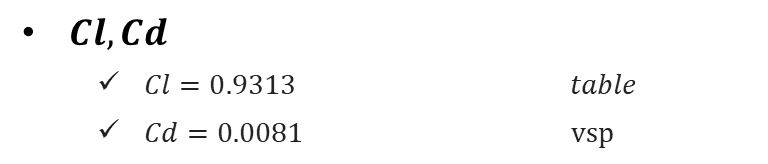 • Cl, Cd
✓ Cl = 0.9313 table
✓ Cd = 0.0081 vsp